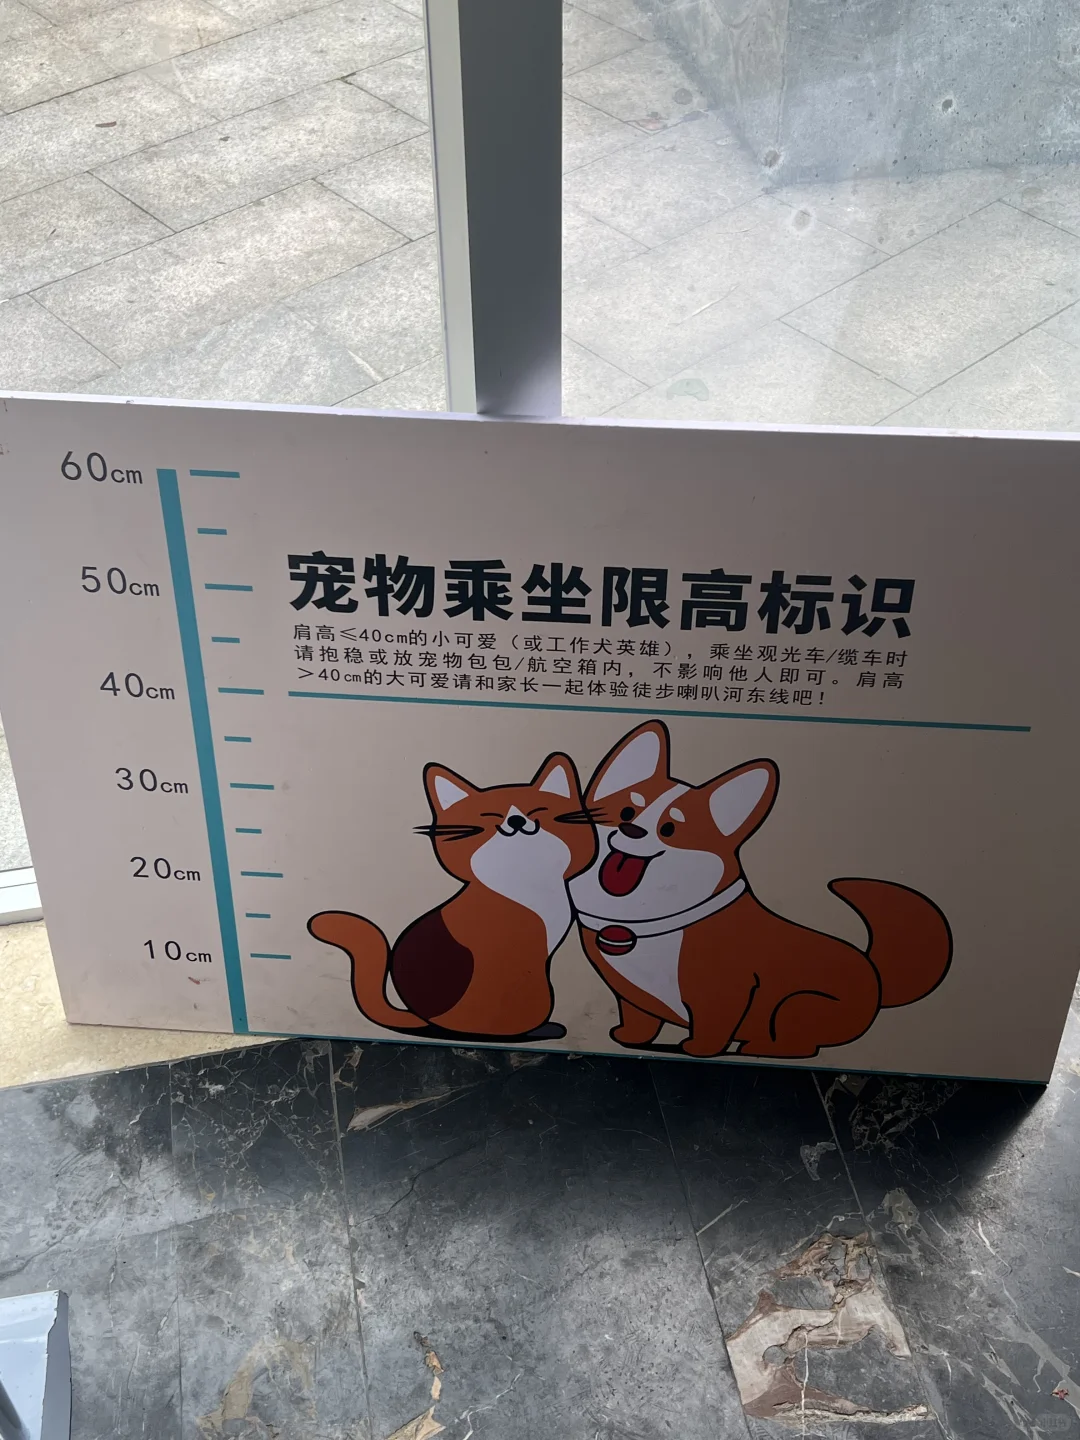 60cm
50cm
40cm
30cm
20cm
10cm
宠物乘坐限高标识
肩高≤40cm的小可爱（或工作犬英雄），乘坐观光车/缆车时
请抱稳或放宠物包包/航空箱内，不影响他人即可。肩高
>40cm的大可爱请和家长一起体验徒步喇叭河东线吧！